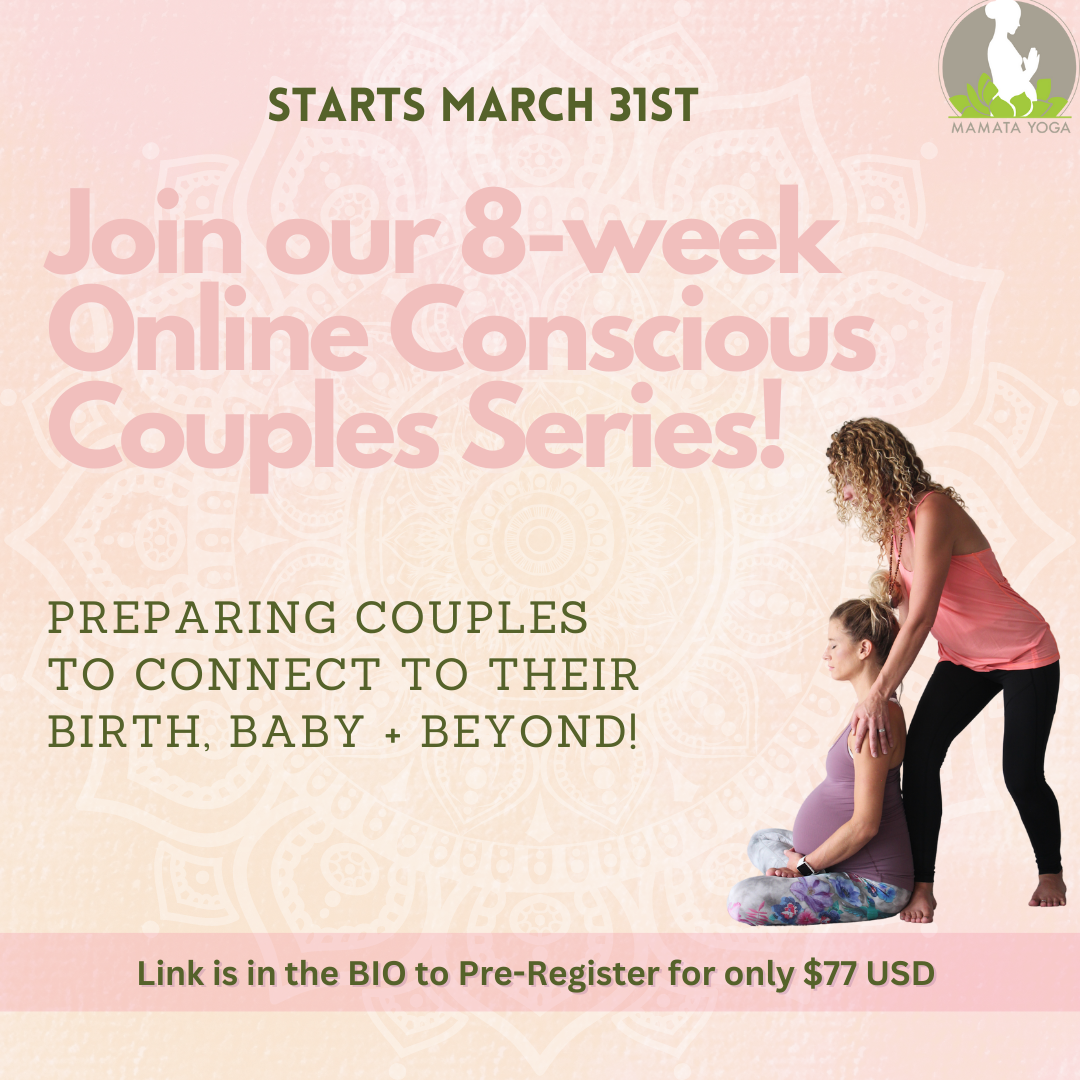 STARTS MARCH 31ST
MAMATA YOGA
Join our 8-week
Online Conscious
Couples Series!
PREPARING COUPLES
TO CONNECT TO THEIR
BIRTH, BABY + BEYOND!
Link is in the BIO to Pre-Register for only $77 USD